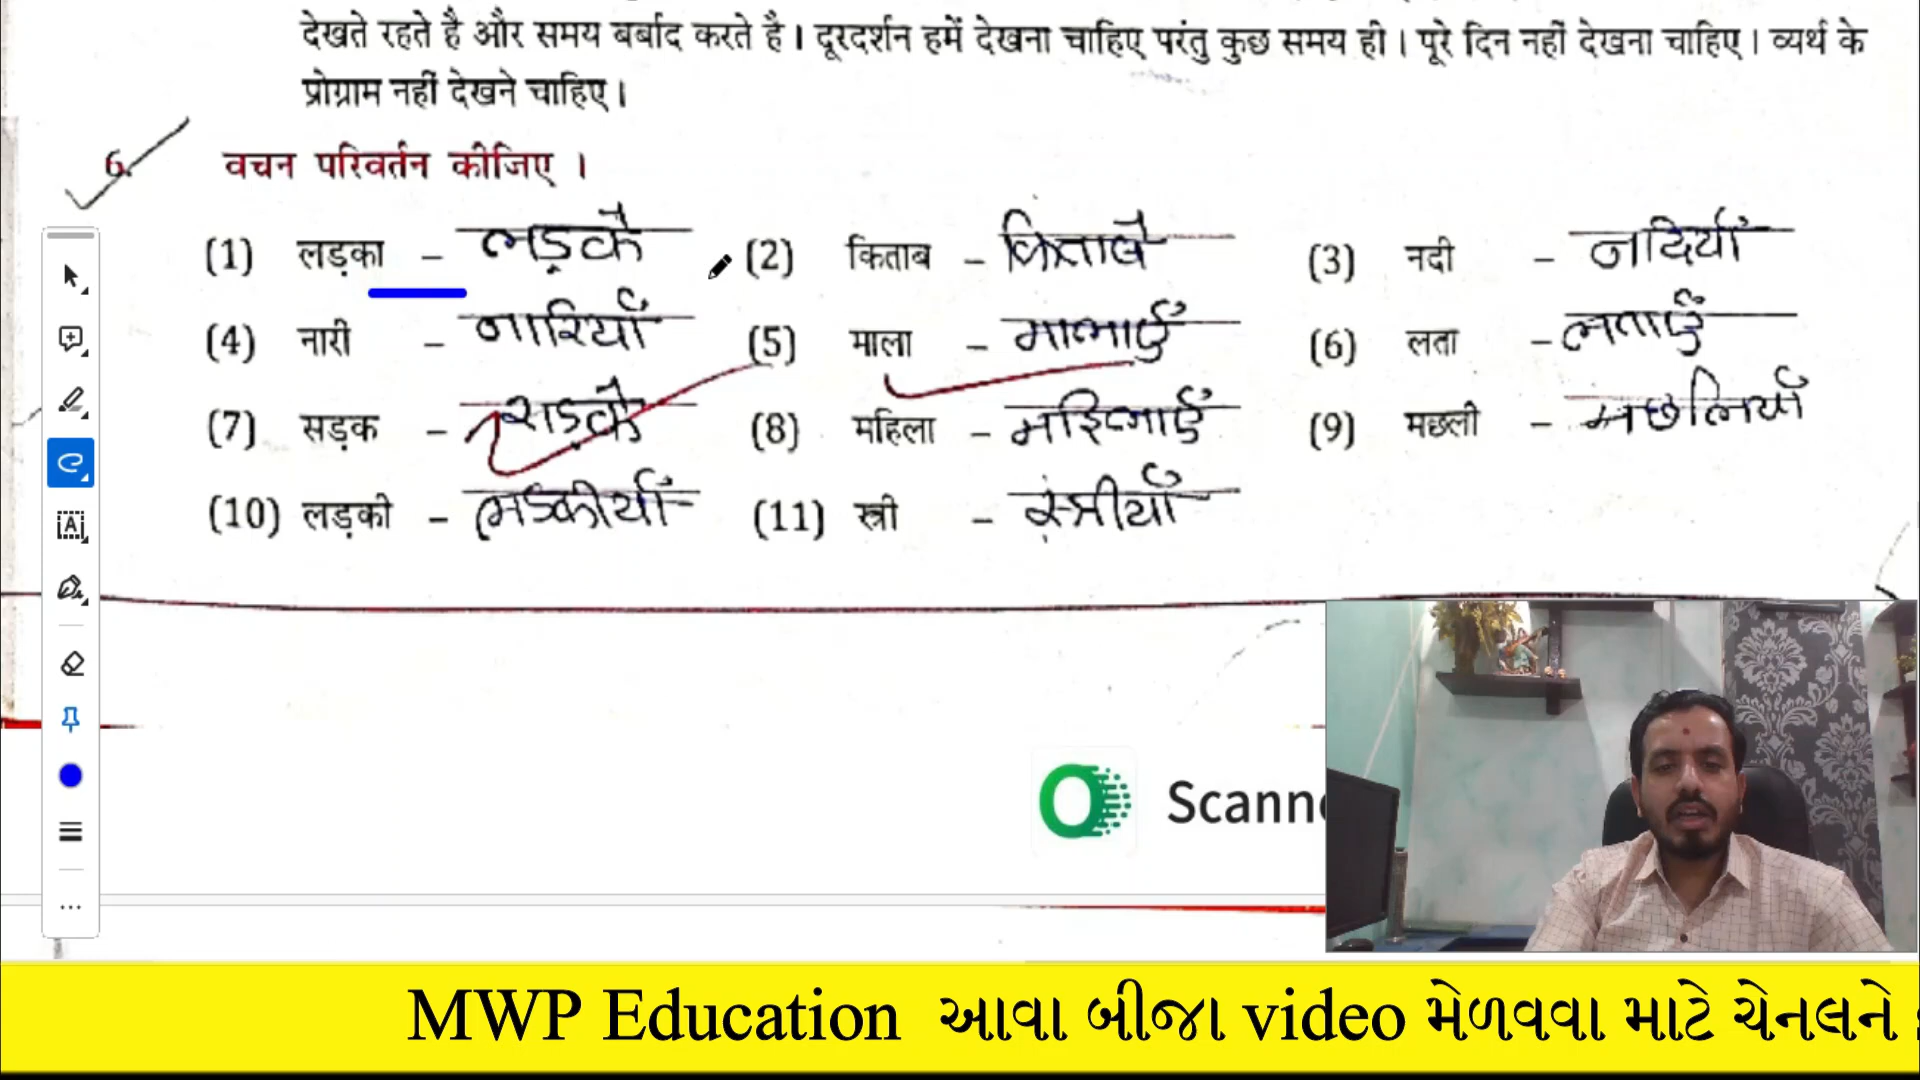 देखते रहते है और समय बर्बाद करते है । दूरदर्शन हमें देखना चाहिए परंतु कुछ समय ही । पूरे दिन नहीं देखना चाहिए । व्यर्थ के
प्रोग्राम नहीं देखने चाहिए ।
6. वचन परिवर्तन कीजिए ।
(1) लड़का – लड़के (2) किताब – किताबे (3) नदी – नदियाँ
(4) नारी – नारियाँ (5) माला – मालाएँ (6) लता – लताएँ
(7) सड़क – सड़के (8) महिला – महिलाएँ (9) मछली – मछलियाँ
(10) लड़की – लडकीयाँ (11) स्त्री – स्त्रीयाँ
Scann
MWP Education આવા બીજા video મેળવવા માટે ચેનલને